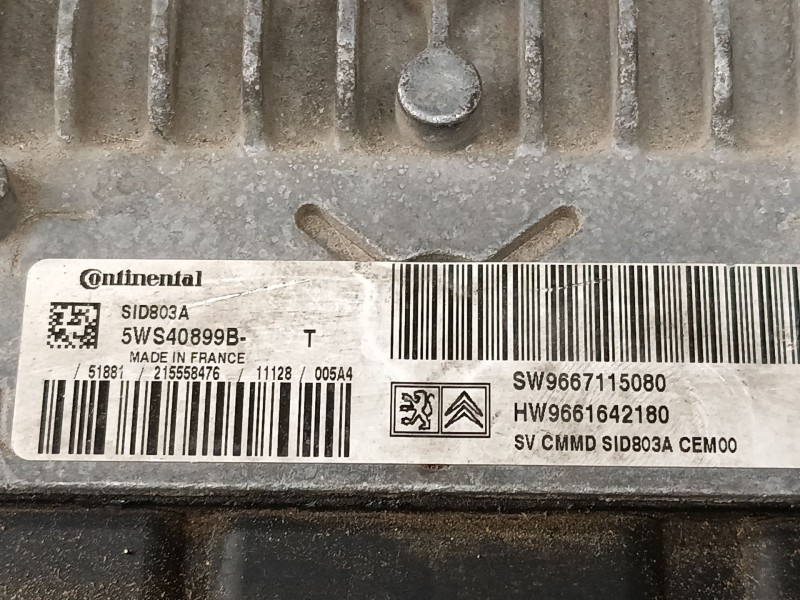 Continental
SID803A
5WS40899B- T
MADE IN FRANCE
/ 51881 / 215558476 / 11128 / 005A4
SW9667115080
HW9661642180
SV CMMD SID803A CEM00